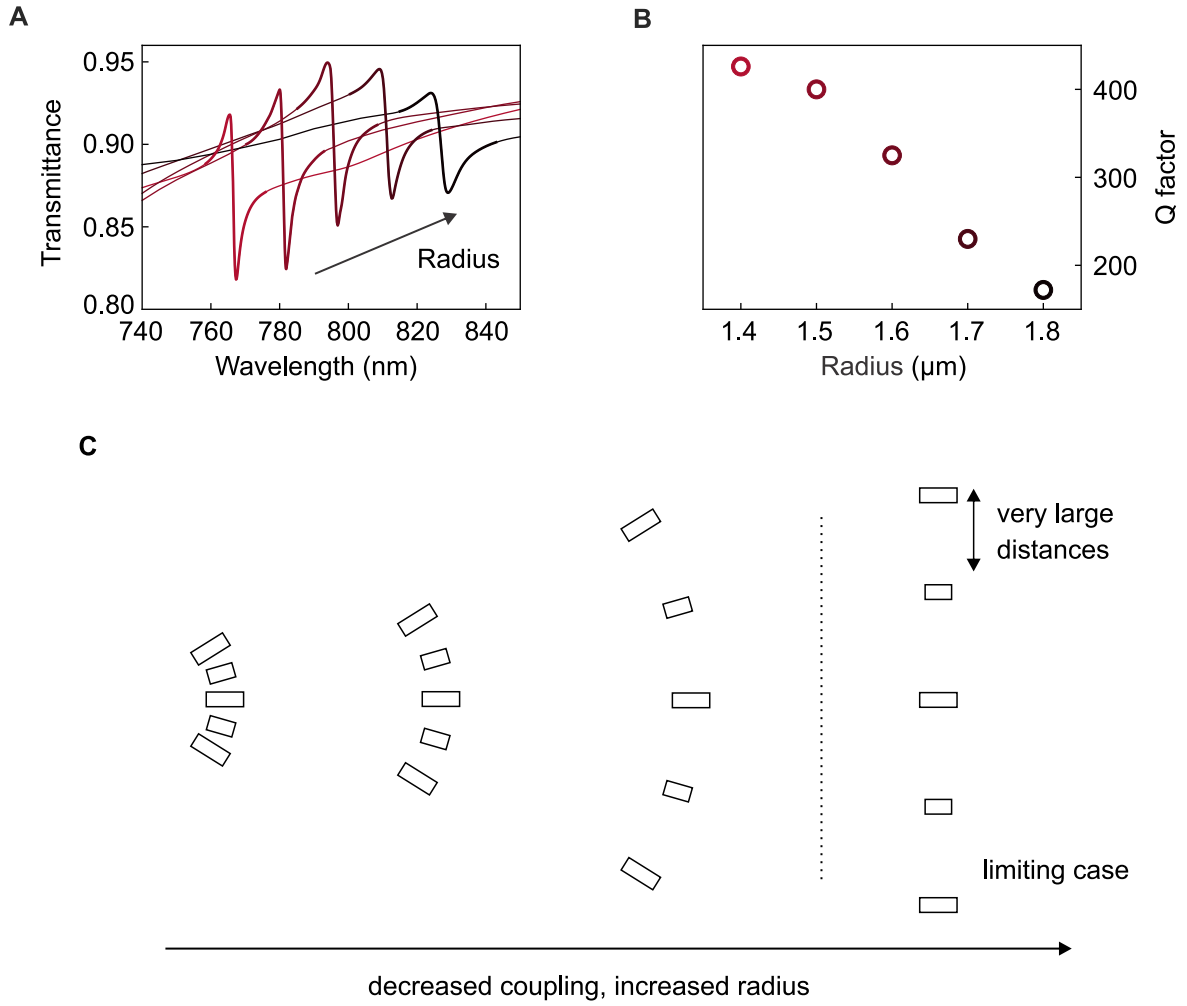 A
Transmittance
0.95
0.90
0.85
0.80
740
760
780
800
820
840
Wavelength (nm)
Radius
B
Q factor
400
300
200
1.4
1.5
1.6
1.7
1.8
Radius (μm)
C
very large
distances
limiting case
decreased coupling, increased radius